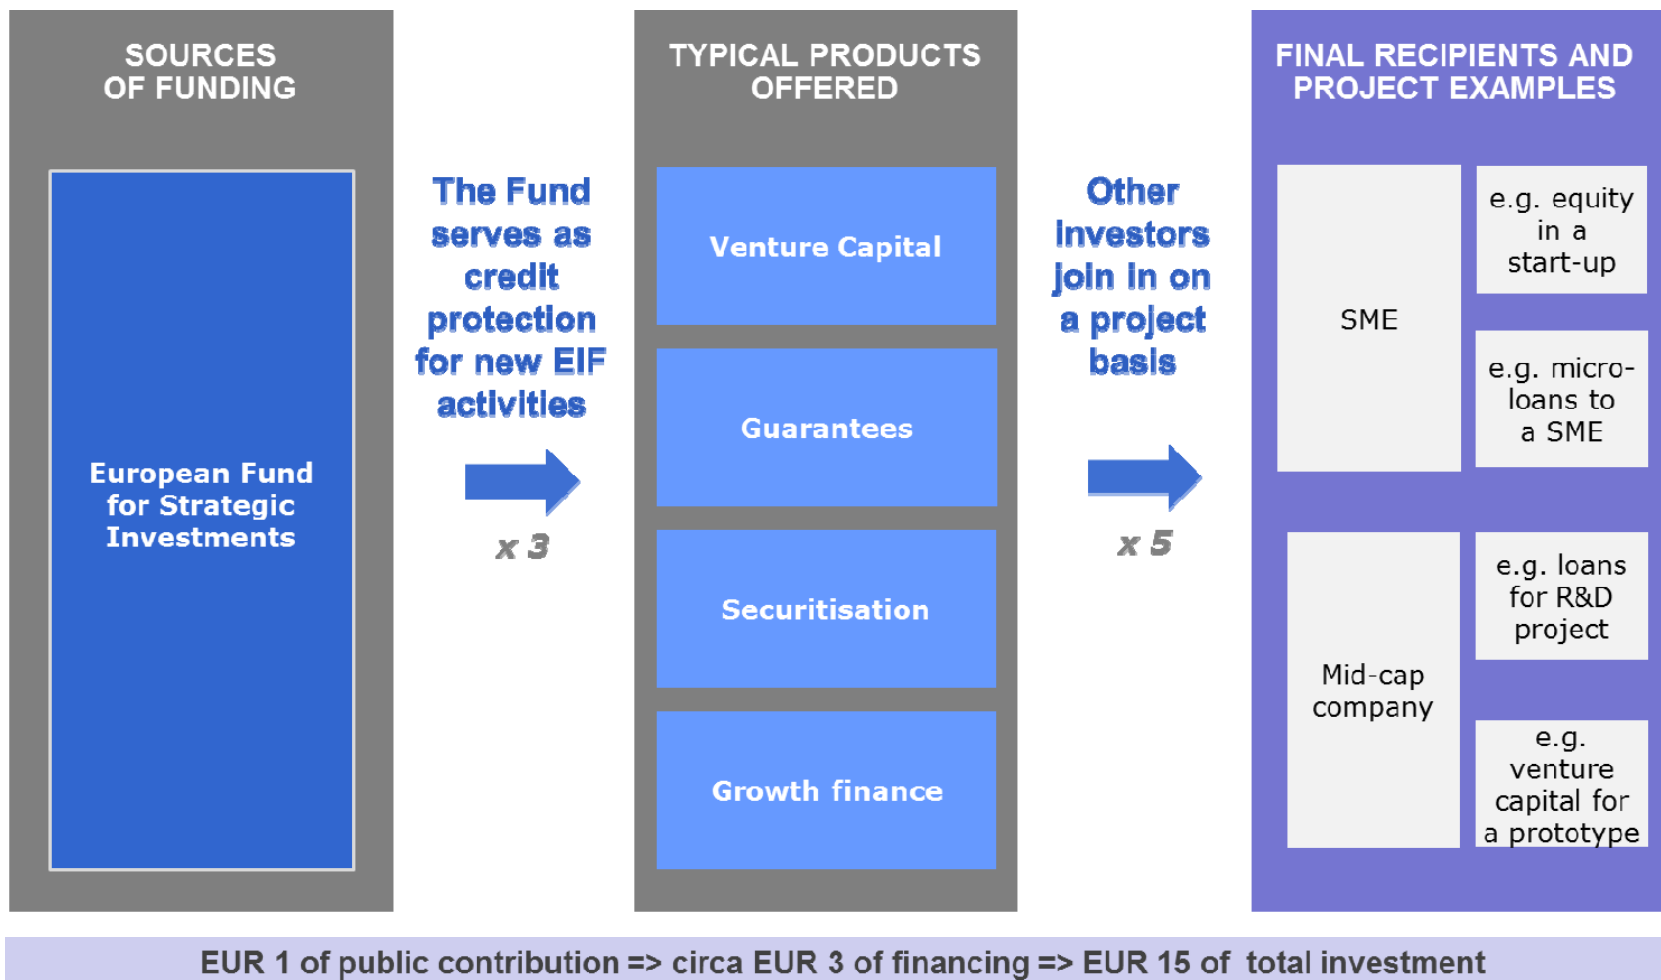 SOURCES
OF FUNDING
European Fund
for Strategic
Investments
The Fund
serves as
credit
protection
for new EIF
activities
x 3
TYPICAL PRODUCTS
OFFERED
Venture Capital
Guarantees
Securitisation
Growth finance
Other
investors
join in on
a project
basis
x 5
FINAL RECIPIENTS AND
PROJECT EXAMPLES
SME
e.g. equity
in a
start-up
e.g. micro-
loans to
a SME
Mid-cap
company
e.g. loans
for R&D
project
e.g.
venture
capital for
a prototype
EUR 1 of public contribution => circa EUR 3 of financing => EUR 15 of total investment